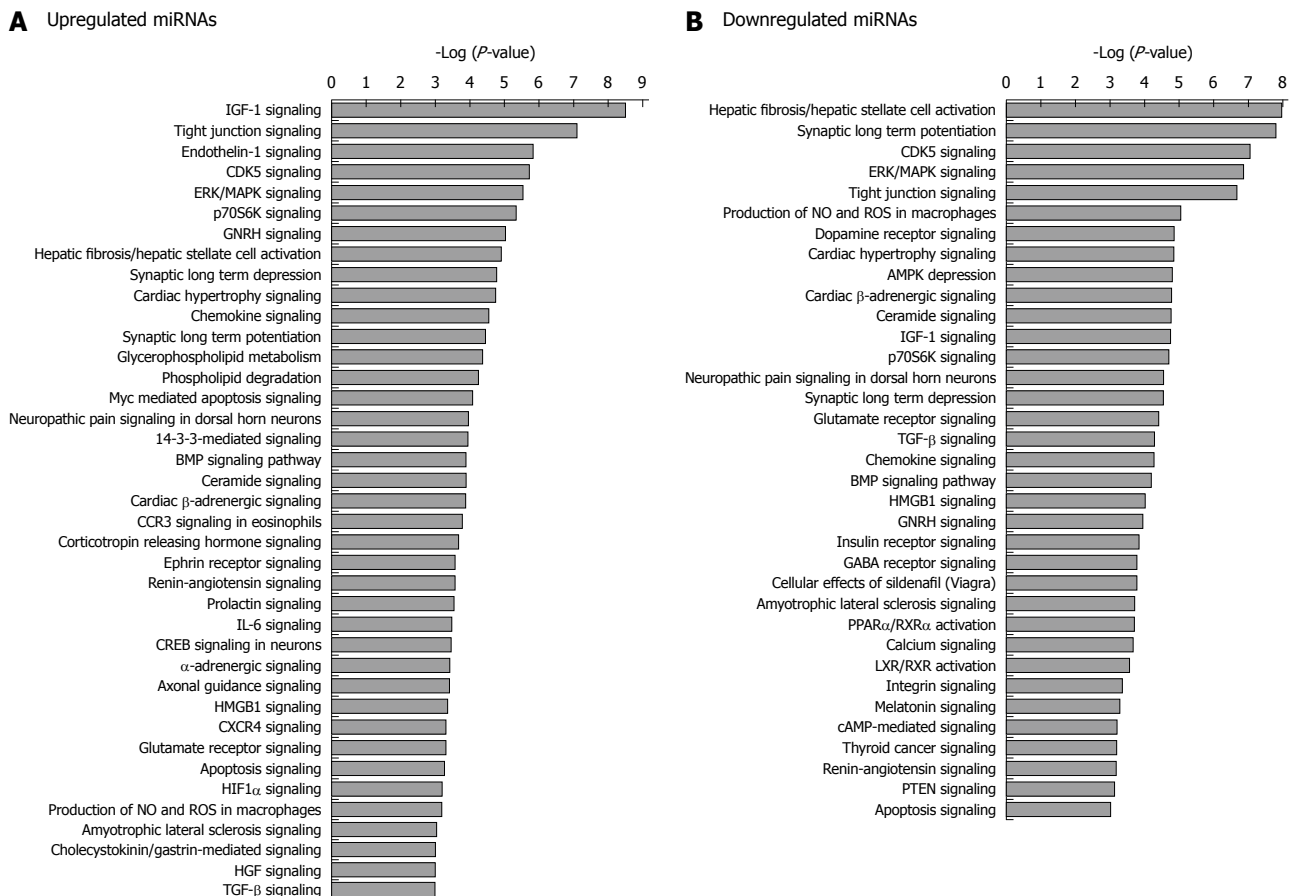 A Upregulated miRNAs
-Log (P-value)
0 1 2 3 4 5 6 7 8 9
IGF-1 signaling
Tight junction signaling
Endothelin-1 signaling
CDK5 signaling
ERK/MAPK signaling
p70S6K signaling
GNRH signaling
Hepatic fibrosis/hepatic stellate cell activation
Synaptic long term depression
Cardiac hypertrophy signaling
Chemokine signaling
Synaptic long term potentiation
Glycerophospholipid metabolism
Phospholipid degradation
Myc mediated apoptosis signaling
Neuropathic pain signaling in dorsal horn neurons
14-3-3-mediated signaling
BMP signaling pathway
Ceramide signaling
Cardiac β-adrenergic signaling
CCR3 signaling in eosinophils
Corticotropin releasing hormone signaling
Ephrin receptor signaling
Renin-angiotensin signaling
Prolactin signaling
IL-6 signaling
CREB signaling in neurons
α-adrenergic signaling
Axonal guidance signaling
HMGB1 signaling
CXCR4 signaling
Glutamate receptor signaling
Apoptosis signaling
HIF1α signaling
Production of NO and ROS in macrophages
Amyotrophic lateral sclerosis signaling
Cholecystokinin/gastrin-mediated signaling
HGF signaling
TGF-β signaling
B Downregulated miRNAs
-Log (P-value)
0 1 2 3 4 5 6 7 8
Hepatic fibrosis/hepatic stellate cell activation
Synaptic long term potentiation
CDK5 signaling
ERK/MAPK signaling
Tight junction signaling
Production of NO and ROS in macrophages
Dopamine receptor signaling
Cardiac hypertrophy signaling
AMPK depression
Cardiac β-adrenergic signaling
Ceramide signaling
IGF-1 signaling
p70S6K signaling
Neuropathic pain signaling in dorsal horn neurons
Synaptic long term depression
Glutamate receptor signaling
TGF-β signaling
Chemokine signaling
BMP signaling pathway
HMGB1 signaling
GNRH signaling
Insulin receptor signaling
GABA receptor signaling
Cellular effects of sildenafil (Viagra)
Amyotrophic lateral sclerosis signaling
PPARα/RXRα activation
Calcium signaling
LXR/RXR activation
Integrin signaling
Melatonin signaling
cAMP-mediated signaling
Thyroid cancer signaling
Renin-angiotensin signaling
PTEN signaling
Apoptosis signaling